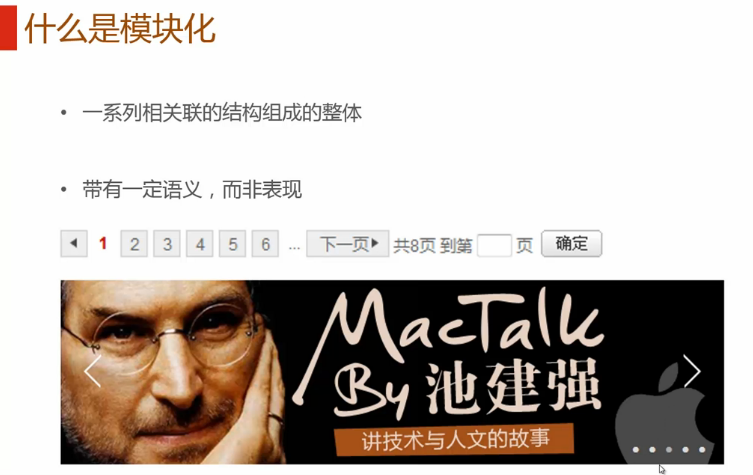 什么是模块化
• 一系列相关联的结构组成的整体
• 带有一定语义，而非表现
1 2 3 4 5 6 ... 下一页 共8页 到第 页 确定
MacTalk
By 池建强
讲技术与人文的故事